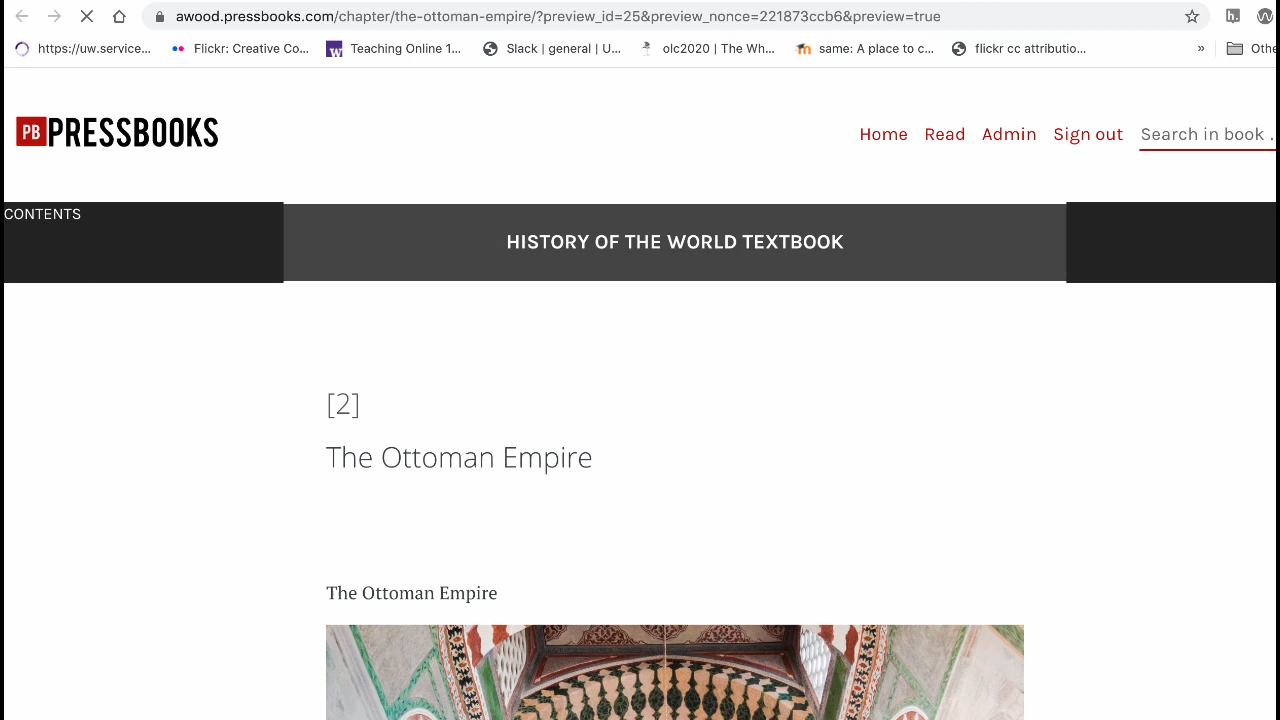 awood.pressbooks.com/chapter/the-ottoman-empire/?preview_id=25&preview_nonce=221873ccb6&preview=true
https://uw.service... Flickr: Creative Co... W Teaching Online 1... Slack | general | U... olc2020 | The Wh... same: A place to c... flickr cc attributio... » Othe
PB PRESSBOOKS
Home Read Admin Sign out Search in book .
CONTENTS
HISTORY OF THE WORLD TEXTBOOK
[2]
The Ottoman Empire
The Ottoman Empire